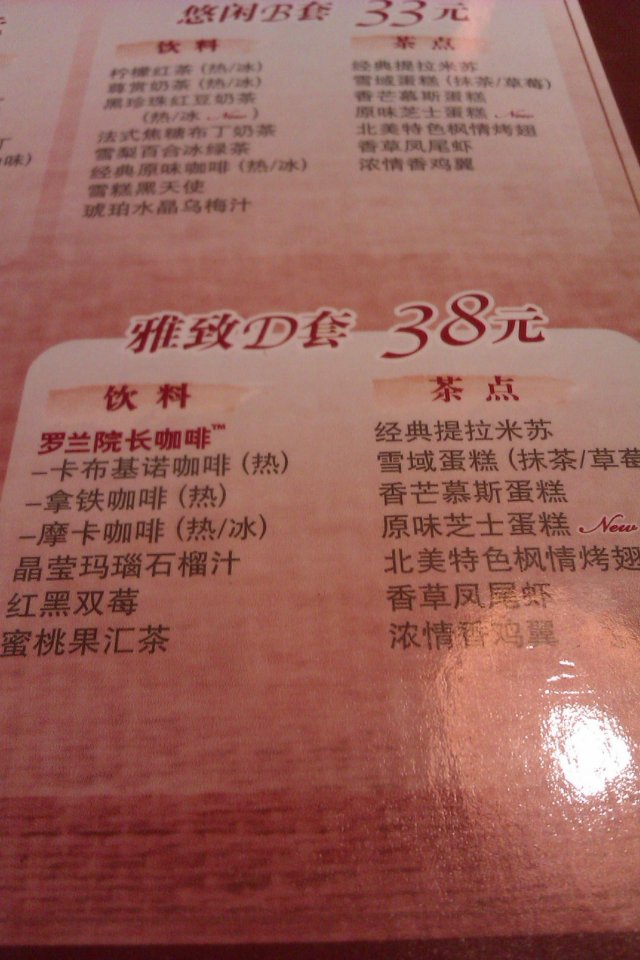 悠闲B套 33元
饮料
柠檬红茶 (热/冰)
尊赏奶茶 (热/冰)
黑珍珠红豆奶茶
(热/冰 New )
法式焦糖布丁奶茶
雪梨百合冰绿茶
经典原味咖啡 (热/冰)
雪糕黑天使
琥珀水晶乌梅汁
茶点
经典提拉米苏
雪域蛋糕 (抹茶/草莓)
香芒慕斯蛋糕
原味芝士蛋糕 New
北美特色枫情烤翅
香草凤尾虾
浓情香鸡翼
雅致D套 38元
饮料
罗兰院长咖啡™
–卡布基诺咖啡 (热)
–拿铁咖啡 (热)
–摩卡咖啡 (热/冰)
晶莹玛瑙石榴汁
红黑双莓
蜜桃果汇茶
茶点
经典提拉米苏
雪域蛋糕 (抹茶/草莓
香芒慕斯蛋糕
原味芝士蛋糕 New
北美特色枫情烤翅
香草凤尾虾
浓情香鸡翼